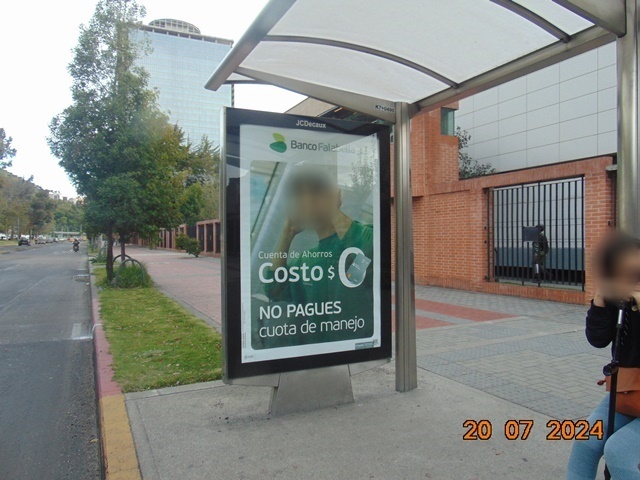 JCDecaux
Banco Falabella
Cuenta de Ahorros
Costo $ 0
NO PAGUES
cuota de manejo
20 07 2024